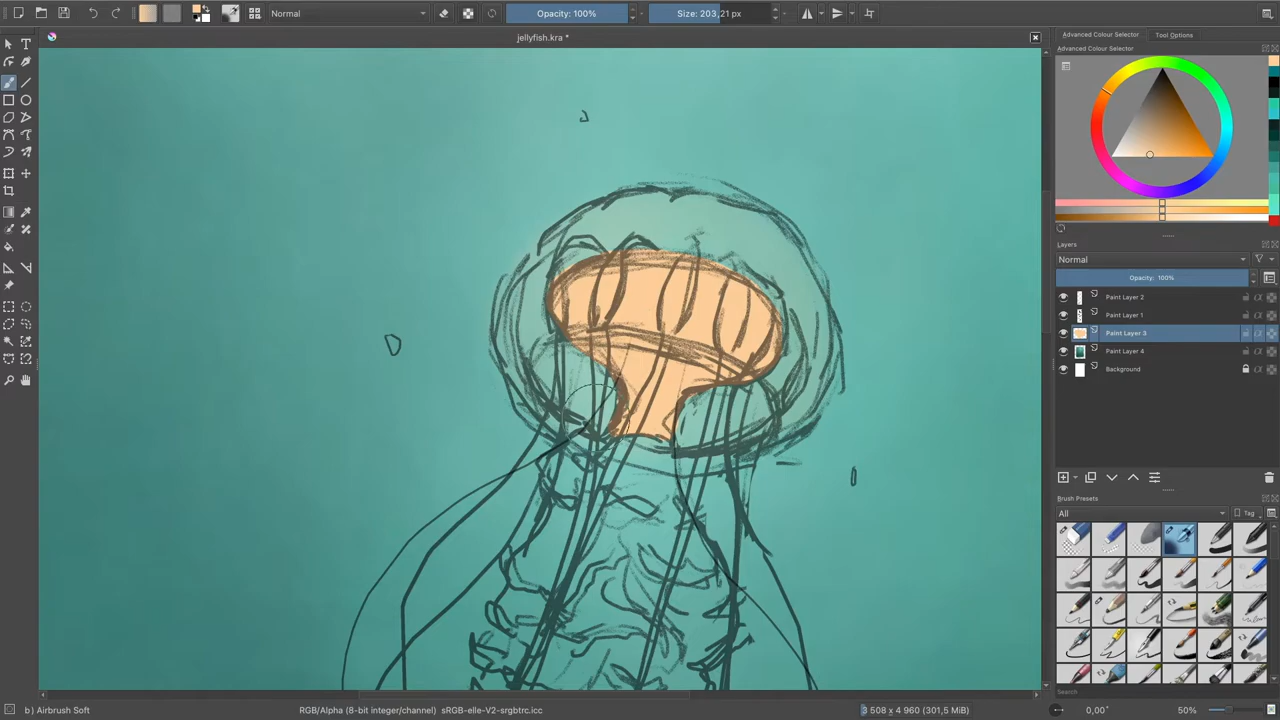 Normal
Opacity: 100%
Size: 203,21 px
jellyfish.kra *
Advanced Colour Selector
Tool Options
Advanced Colour Selector
Layers
Normal
Opacity: 100%
Paint Layer 2
Paint Layer 1
Paint Layer 3
Paint Layer 4
Background
Brush Presets
All
Tag
Search
b) Airbrush Soft
RGB/Alpha (8-bit integer/channel) sRGB-elle-V2-srgbtrc.icc
3 508 x 4 960 (301,5 MiB)
0,00°
50%